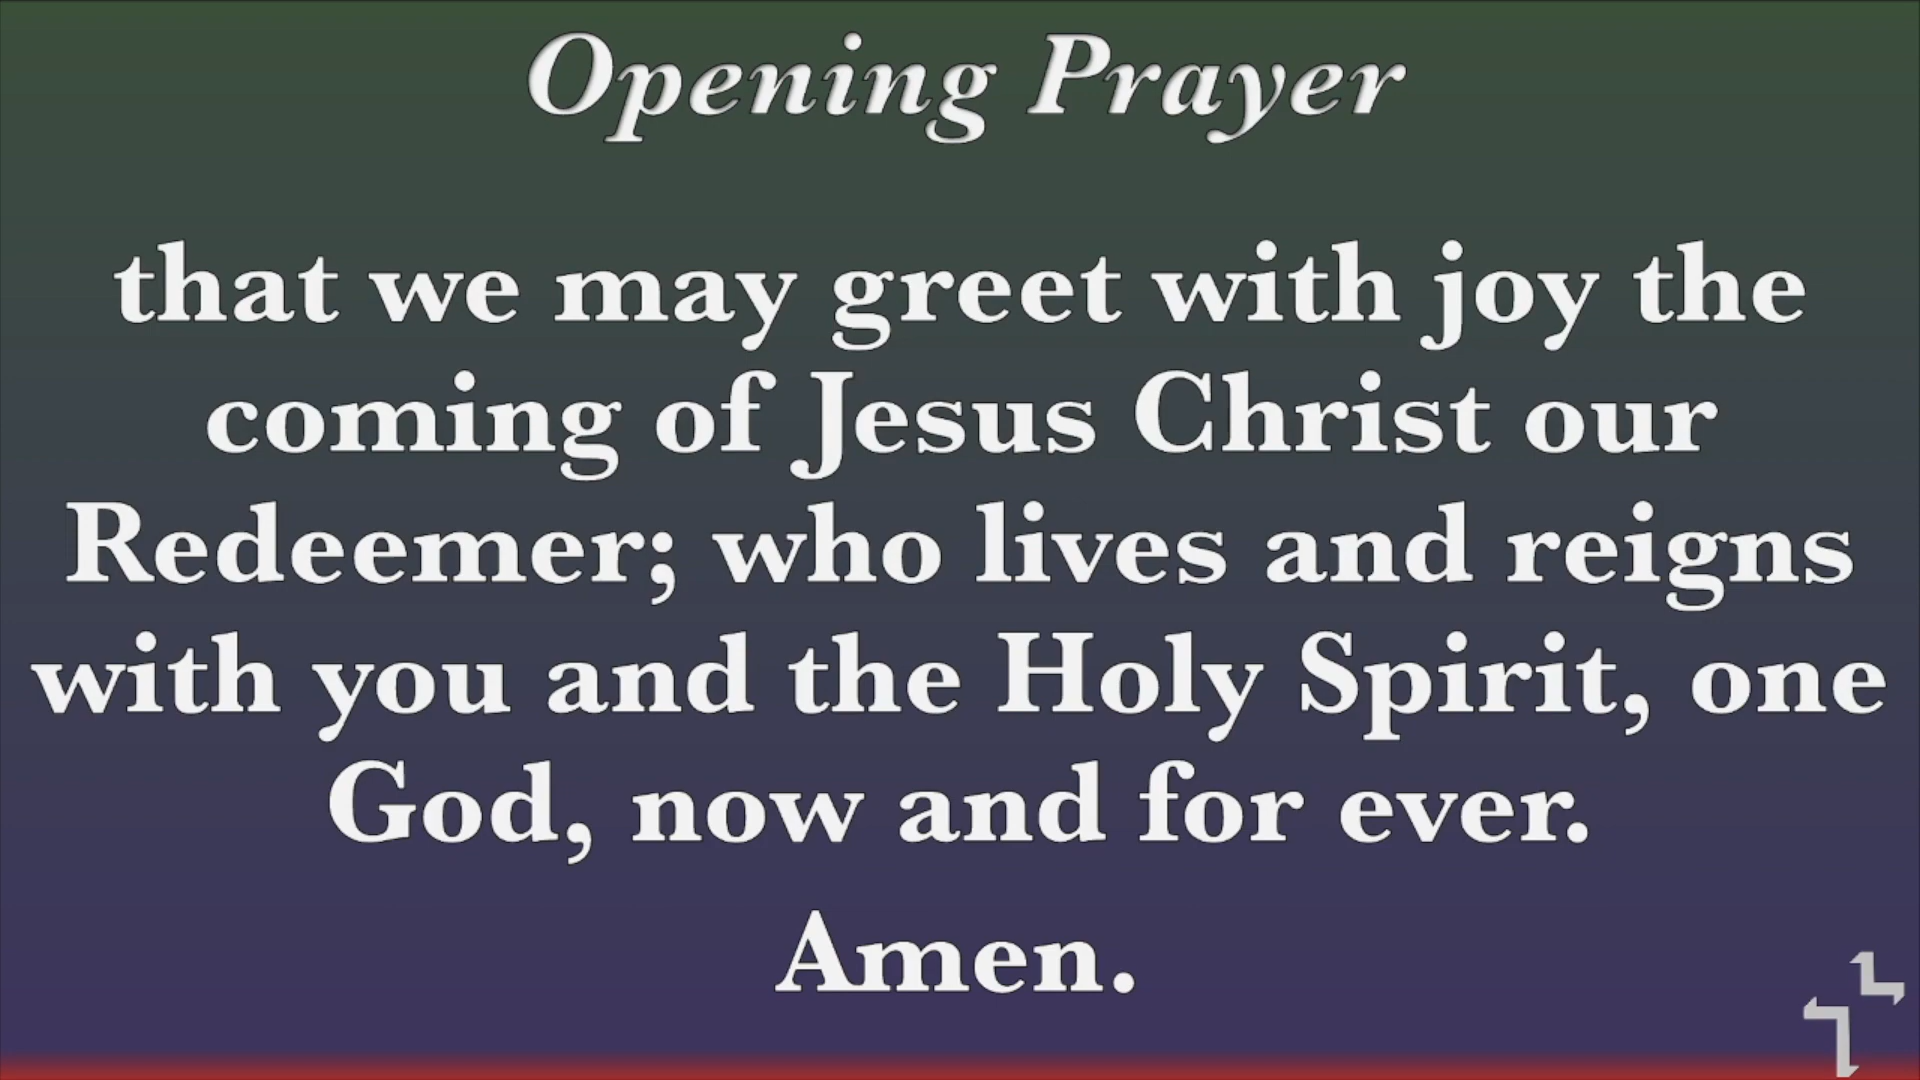 Opening Prayer
that we may greet with joy the
coming of Jesus Christ our
Redeemer; who lives and reigns
with you and the Holy Spirit, one
God, now and for ever.
Amen.